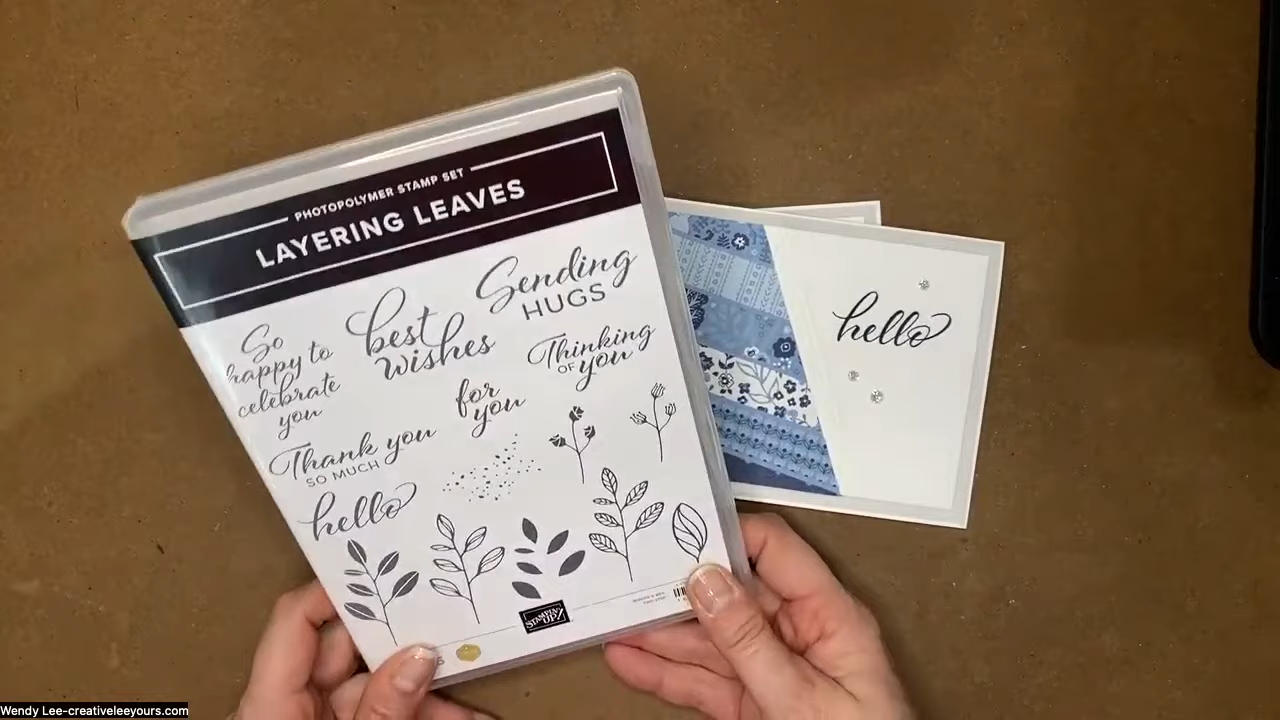 PHOTOPOLYMER STAMP SET
LAYERING LEAVES
Sending
HUGS
best
wishes
So
happy to
celebrate
you
Thinking
OF you
for
you
Thank you
SO MUCH
hello
STAMPIN'
UP!
hello
Wendy Lee-creativeleeyours.com